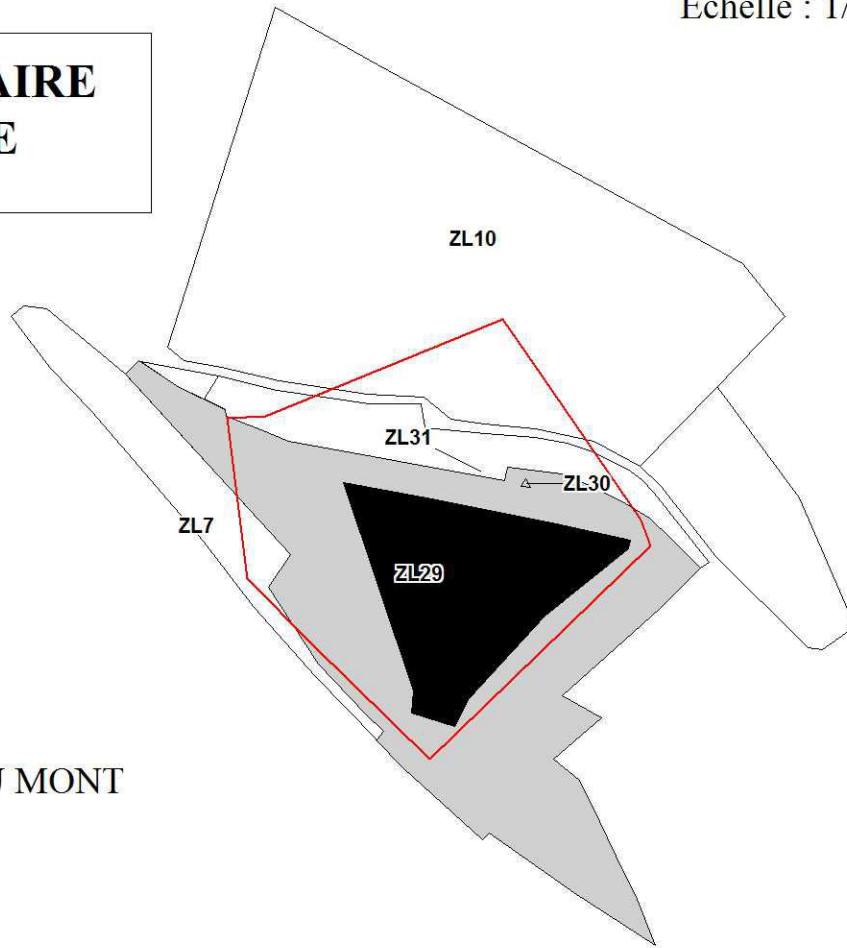 Echelle : 1/
AIRE
E
ZL10
ZL31
ZL30
ZL7
ZL29
U MONT